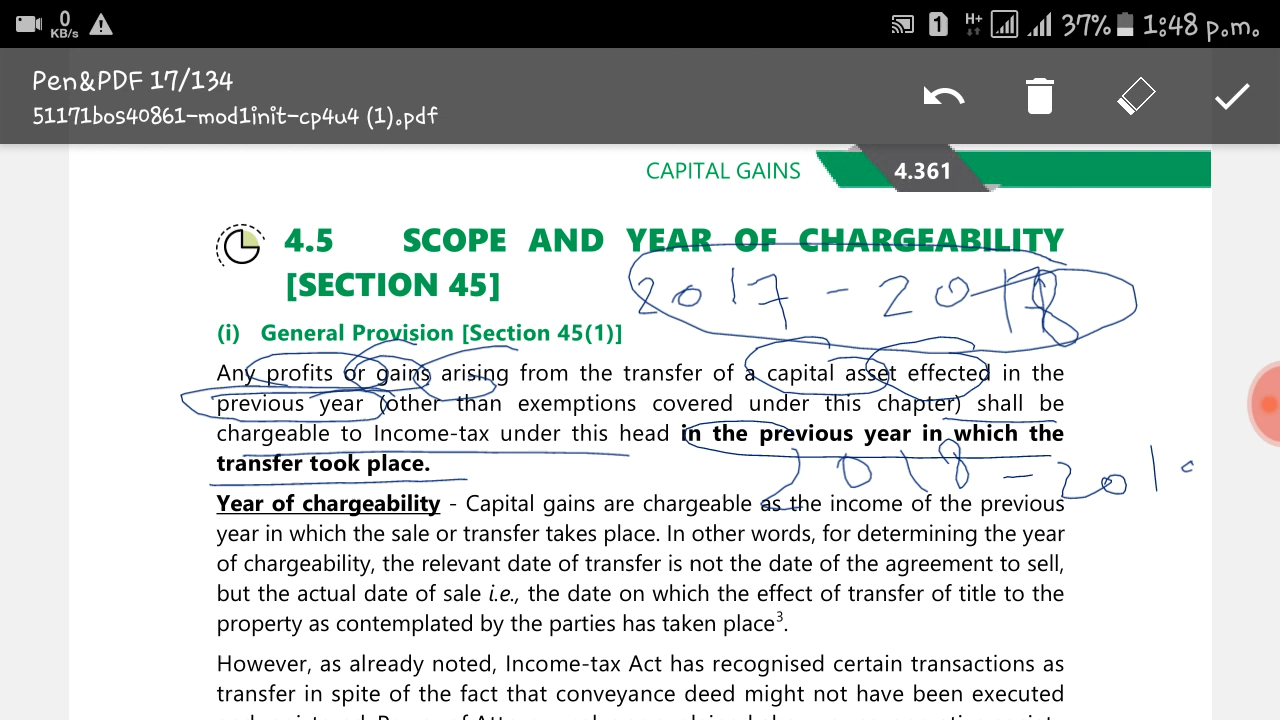 0 KB/s 1 H+ 37% 1:48 p.m.
Pen&PDF 17/134
51171bos40861-mod1init-cp4u4 (1).pdf
CAPITAL GAINS 4.361
4.5 SCOPE AND YEAR OF CHARGEABILITY
[SECTION 45]
2017 - 2018
(i) General Provision [Section 45(1)]
Any profits or gains arising from the transfer of a capital asset effected in the
previous year (other than exemptions covered under this chapter) shall be
chargeable to Income-tax under this head in the previous year in which the
transfer took place.
2018 - 201
Year of chargeability - Capital gains are chargeable as the income of the previous
year in which the sale or transfer takes place. In other words, for determining the year
of chargeability, the relevant date of transfer is not the date of the agreement to sell,
but the actual date of sale i.e., the date on which the effect of transfer of title to the
property as contemplated by the parties has taken place3.
However, as already noted, Income-tax Act has recognised certain transactions as
transfer in spite of the fact that conveyance deed might not have been executed